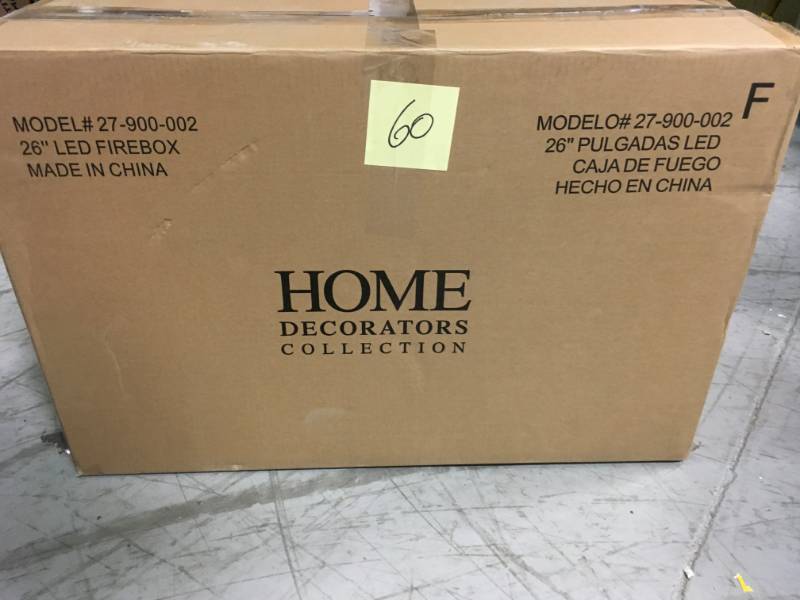 MODEL# 27-900-002
26" LED FIREBOX
MADE IN CHINA
60
MODELO# 27-900-002
26" PULGADAS LED
CAJA DE FUEGO
HECHO EN CHINA
F
HOME
DECORATORS
COLLECTION